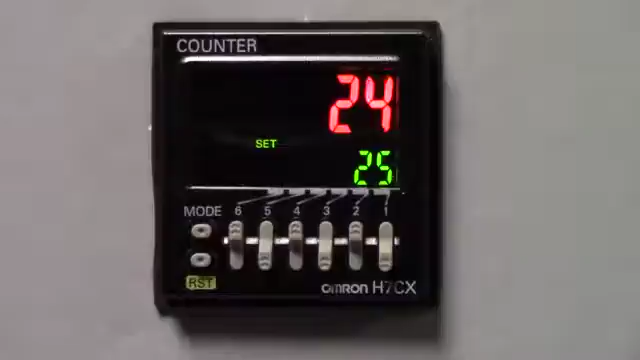 COUNTER
24
SET
25
MODE 6 5 4 3 2 1
RST
OMRON H7CX